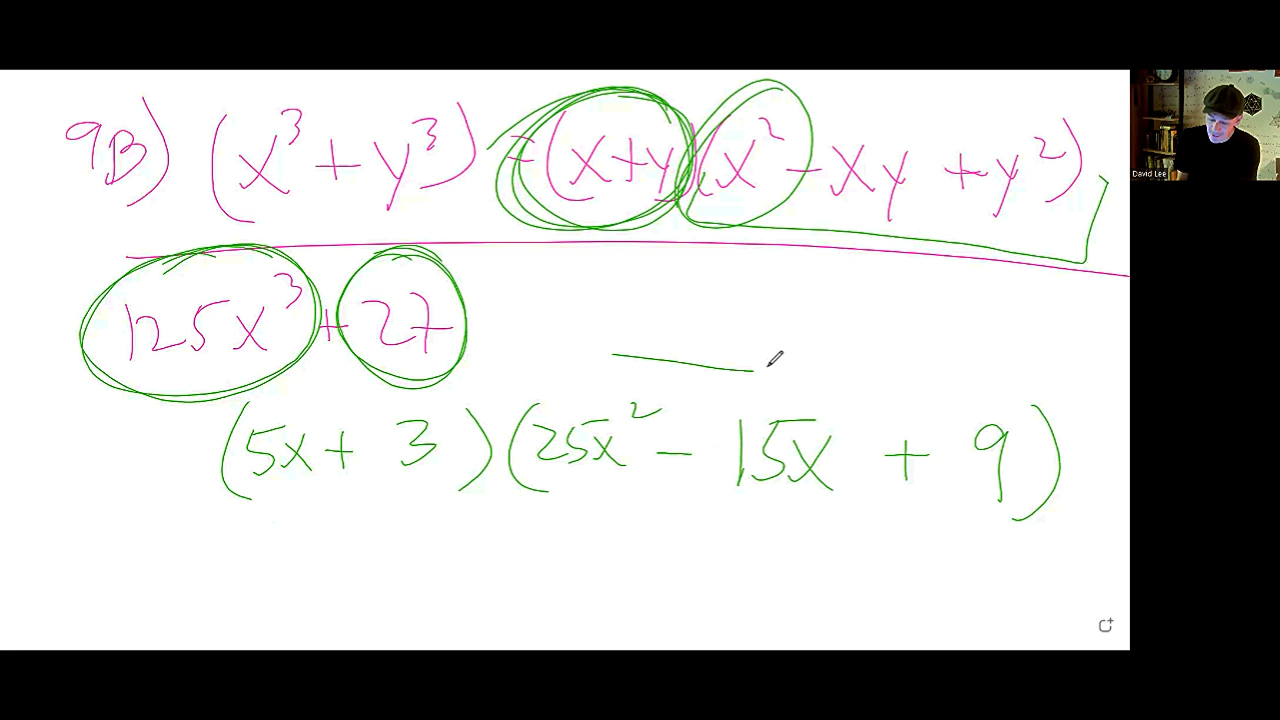 9B) (x³ + y³) = (x+y)(x² - xy + y²)
125x³ + 27
(5x + 3)(25x² - 15x + 9)
David Lee